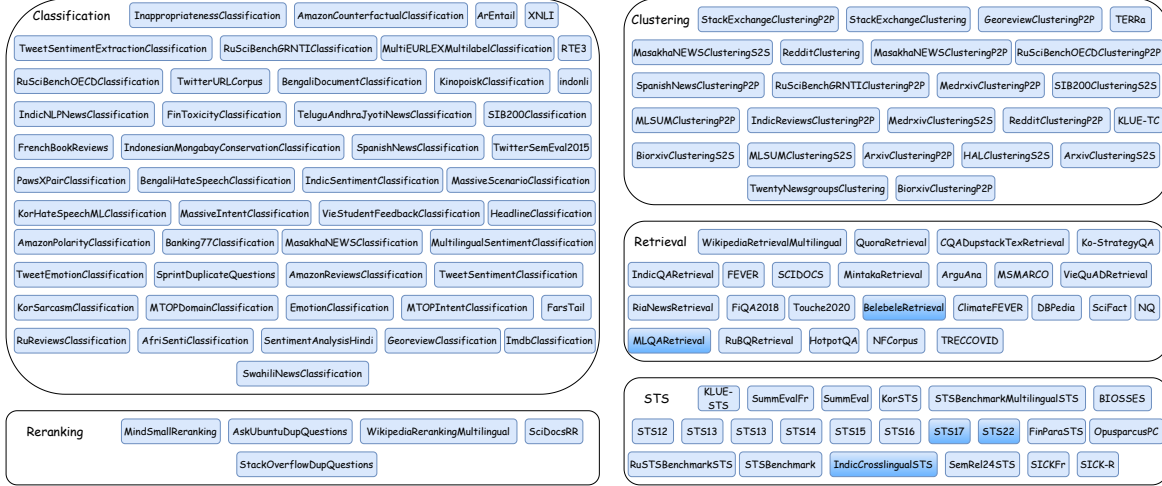 Classification InappropriatenessClassification AmazonCounterfactualClassification ArEntail XNLI
TweetSentimentExtractionClassification RuSciBenchGRNTIClassification MultiEURLEXMultilabelClassification RTE3
RuSciBenchOECDClassification TwitterURLCorpus BengaliDocumentClassification KinopoiskClassification indonli
IndicNLPNewsClassification FinToxicityClassification TeluguAndhraJyotiNewsClassification SIB200Classification
FrenchBookReviews IndonesianMongabayConservationClassification SpanishNewsClassification TwitterSemEval2015
PawsXPairClassification BengaliHateSpeechClassification IndicSentimentClassification MassiveScenarioClassification
KorHateSpeechMLClassification MassiveIntentClassification VieStudentFeedbackClassification HeadlineClassification
AmazonPolarityClassification Banking77Classification MasakhaNEWSClassification MultilingualSentimentClassification
TweetEmotionClassification SprintDuplicateQuestions AmazonReviewsClassification TweetSentimentClassification
KorSarcasmClassification MTOPDomainClassification EmotionClassification MTOPIntentClassification FarsTail
RuReviewsClassification AfriSentiClassification SentimentAnalysisHindi GeoreviewClassification ImdbClassification
SwahiliNewsClassification
Reranking MindSmallReranking AskUbuntuDupQuestions WikipediaRerankingMultilingual SciDocsRR
StackOverflowDupQuestions
Clustering StackExchangeClusteringP2P StackExchangeClustering GeoreviewClusteringP2P TERRa
MasakhaNEWSClusteringS2S RedditClustering MasakhaNEWSClusteringP2P RuSciBenchOECDClusteringP2P
SpanishNewsClusteringP2P RuSciBenchGRNTIClusteringP2P MedrxivClusteringP2P SIB200ClusteringS2S
MLSUMClusteringP2P IndicReviewsClusteringP2P MedrxivClusteringS2S RedditClusteringP2P KLUE-TC
BiorxivClusteringS2S MLSUMClusteringS2S ArxivClusteringP2P HALClusteringS2S ArxivClusteringS2S
TwentyNewsgroupsClustering BiorxivClusteringP2P
Retrieval WikipediaRetrievalMultilingual QuoraRetrieval CQADupstackTexRetrieval Ko-StrategyQA
IndicQARetrieval FEVER SCIDOCS MintakaRetrieval ArguAna MSMARCO VieQuADRetrieval
RiaNewsRetrieval FiQA2018 Touche2020 BelebeleRetrieval ClimateFEVER DBPedia SciFact NQ
MLQARetrieval RuBQRetrieval HotpotQA NFCorpus TRECCOVID
STS KLUE-STS SummEvalFr SummEval KorSTS STSBenchmarkMultilingualSTS BIOSSES
STS12 STS13 STS13 STS14 STS15 STS16 STS17 STS22 FinParaSTS OpusparcusPC
RuSTSBenchmarkSTS STSBenchmark IndicCrosslingualSTS SemRel24STS SICKFr SICK-R